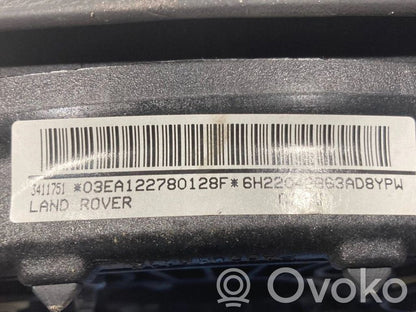 3411751 *03EA122780128F*
LAND ROVER
Ovoko